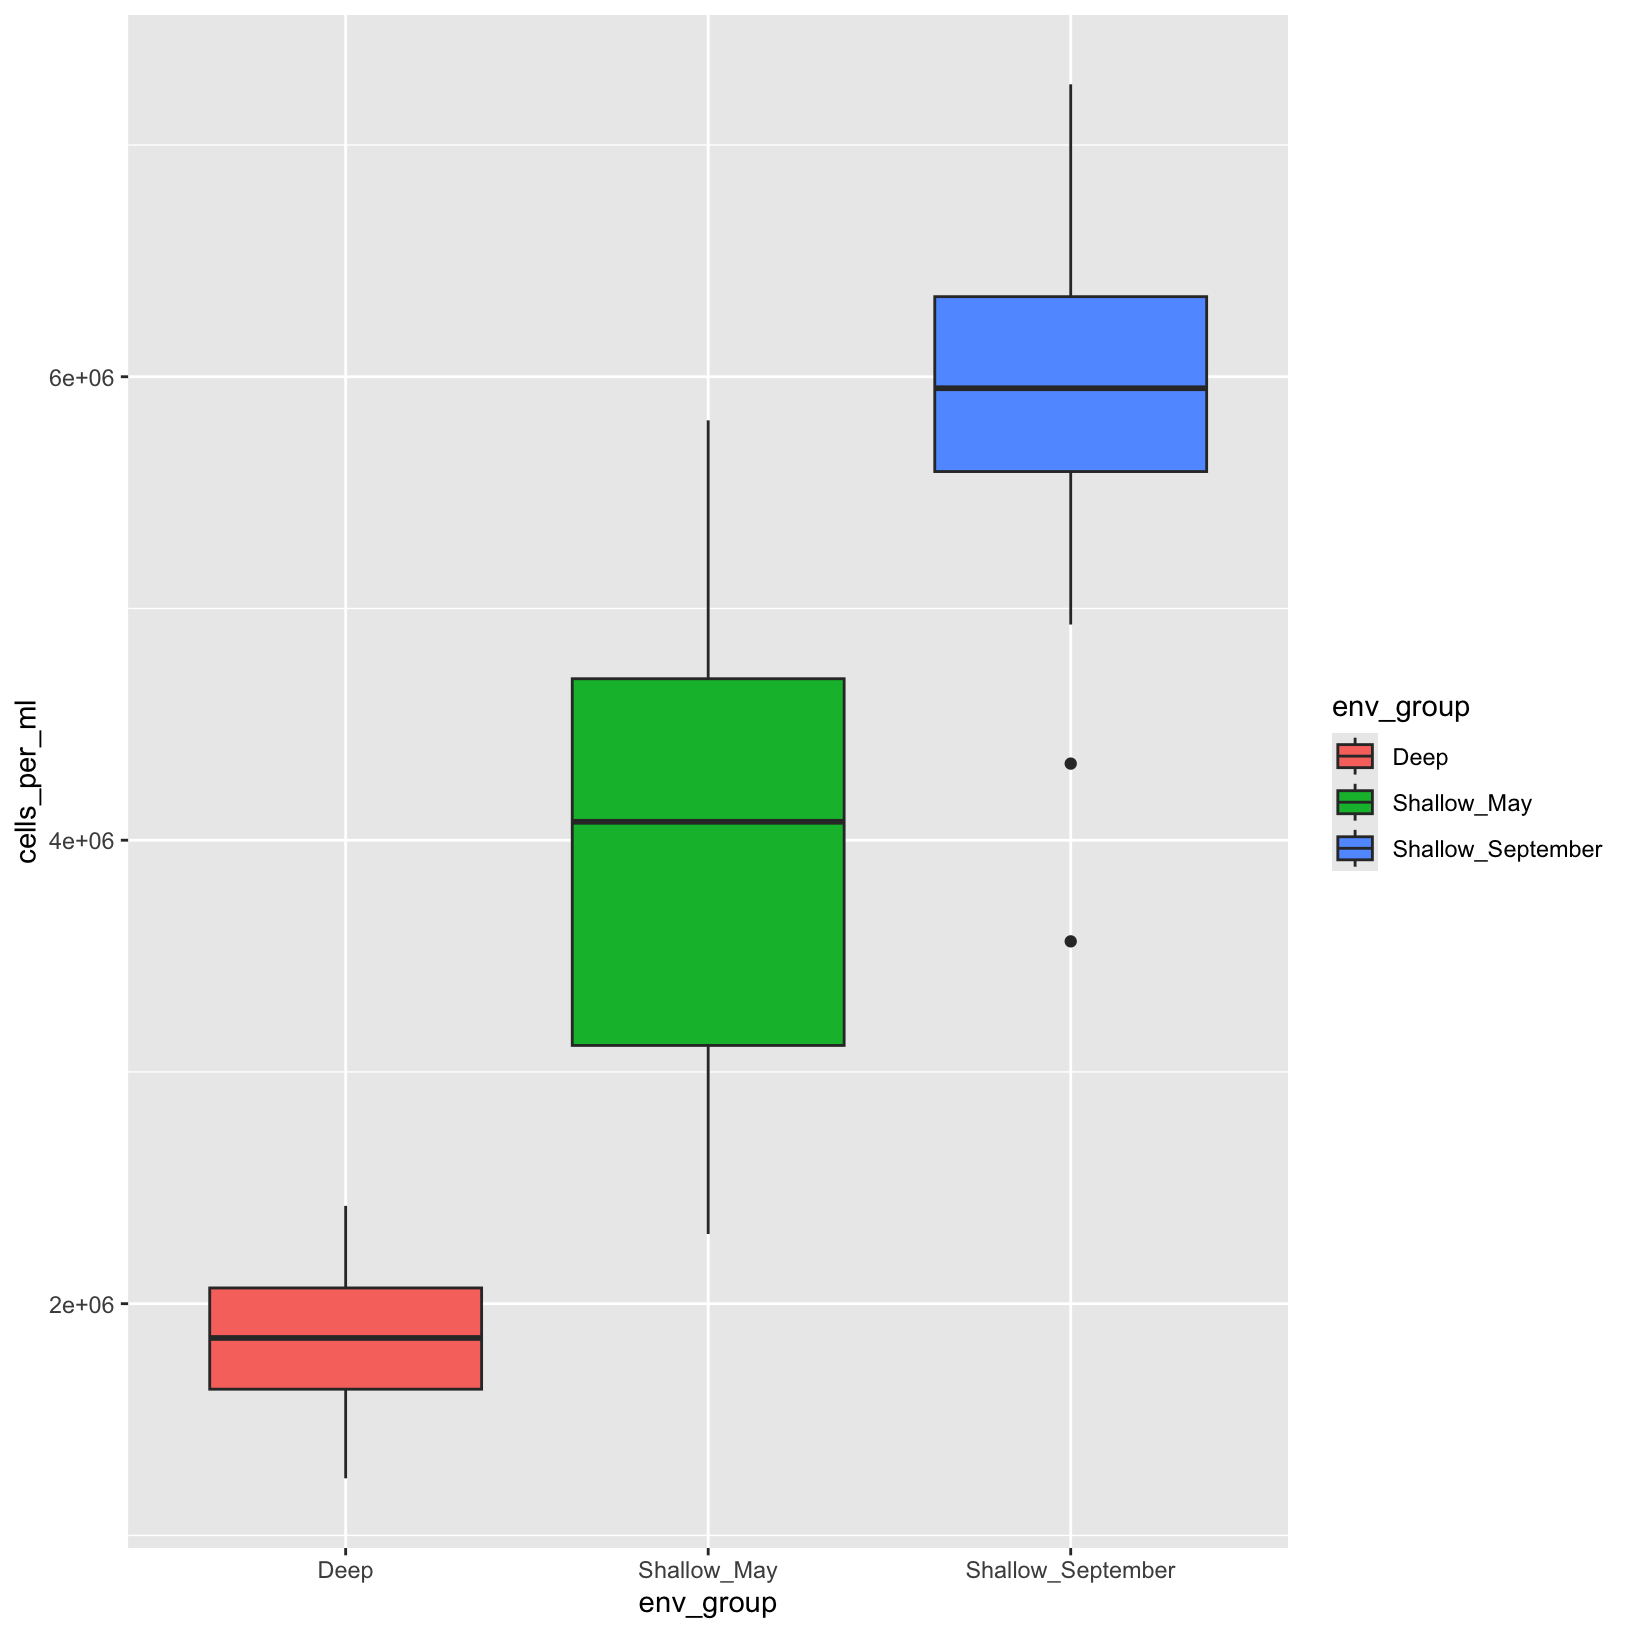 cells_per_ml
6e+06
4e+06
2e+06
Deep
Shallow_May
Shallow_September
env_group
env_group
Deep
Shallow_May
Shallow_September